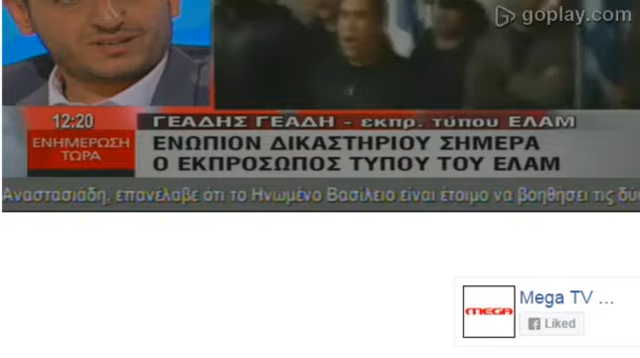 goplay.com
12:20
ΓΕΑΔΗΣ ΓΕΑΔΗ - εκπρ. τύπου ΕΛΑΜ
ΕΝΗΜΕΡΩΣΗ
ΤΩΡΑ
ΕΝΩΠΙΟΝ ΔΙΚΑΣΤΗΡΙΟΥ ΣΗΜΕΡΑ
Ο ΕΚΠΡΟΣΩΠΟΣ ΤΥΠΟΥ ΤΟΥ ΕΛΑΜ
Αναστασιάδη, επανέλαβε ότι το Ηνωμένο Βασίλειο είναι έτοιμο να βοηθήσει τις δύο
MEGA
Mega TV ...
Liked